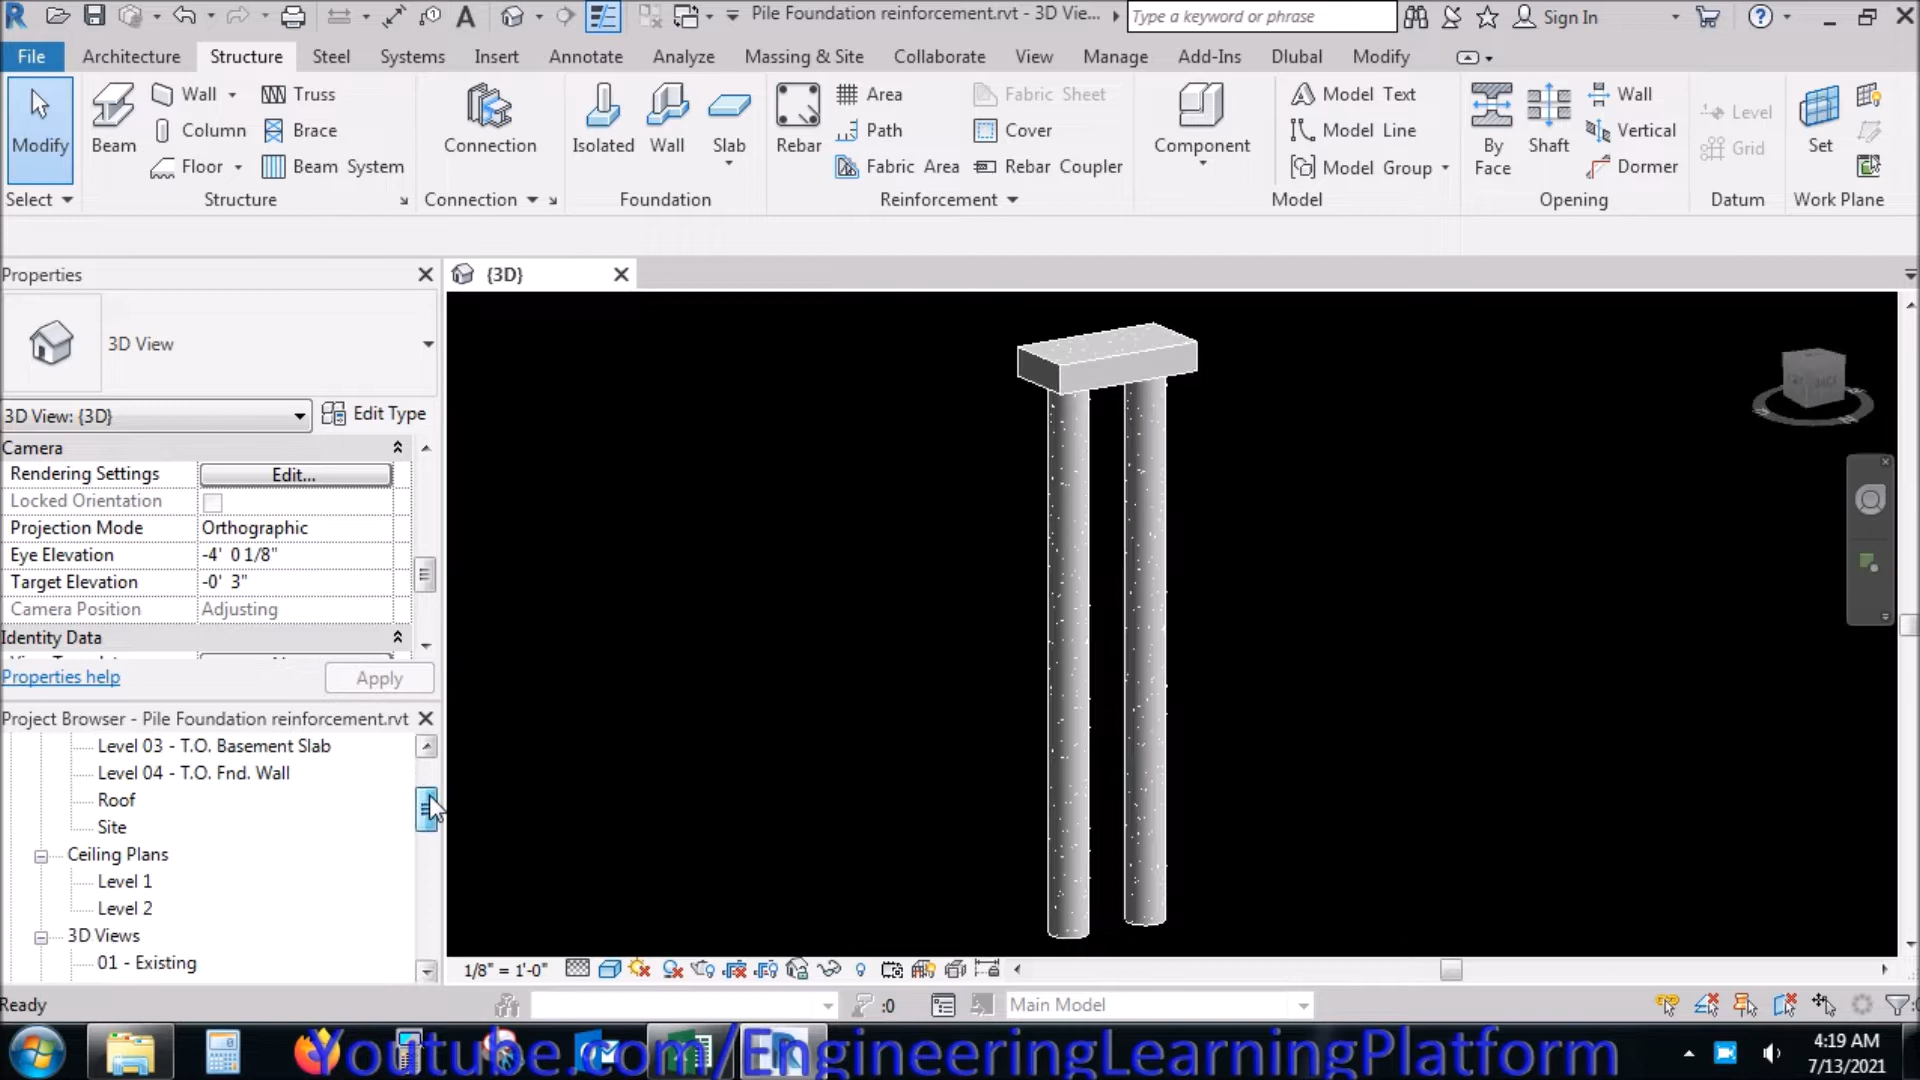 Pile Foundation reinforcement.rvt - 3D Vie...
Type a keyword or phrase
Sign In
File
Architecture
Structure
Steel
Systems
Insert
Annotate
Analyze
Massing & Site
Collaborate
View
Manage
Add-Ins
Dlubal
Modify
Modify
Select
Beam
Wall
Column
Floor
Truss
Brace
Beam System
Structure
Connection
Connection
Isolated
Wall
Slab
Foundation
Rebar
Area
Path
Fabric Area
Fabric Sheet
Cover
Rebar Coupler
Reinforcement
Component
Model Text
Model Line
Model Group
Model
By
Face
Shaft
Wall
Vertical
Dormer
Opening
Level
Grid
Datum
Set
Work Plane
Properties
{3D}
3D View
3D View: {3D}
Edit Type
Camera
Rendering Settings
Edit...
Locked Orientation
Projection Mode
Orthographic
Eye Elevation
-4' 0 1/8"
Target Elevation
-0' 3"
Camera Position
Adjusting
Identity Data
Properties help
Apply
Project Browser - Pile Foundation reinforcement.rvt
Level 03 - T.O. Basement Slab
Level 04 - T.O. Fnd. Wall
Roof
Site
Ceiling Plans
Level 1
Level 2
3D Views
01 - Existing
1/8" = 1'-0"
Ready
:0
Main Model
Youtube.com/EngineeringLearningPlatform
4:19 AM
7/13/2021